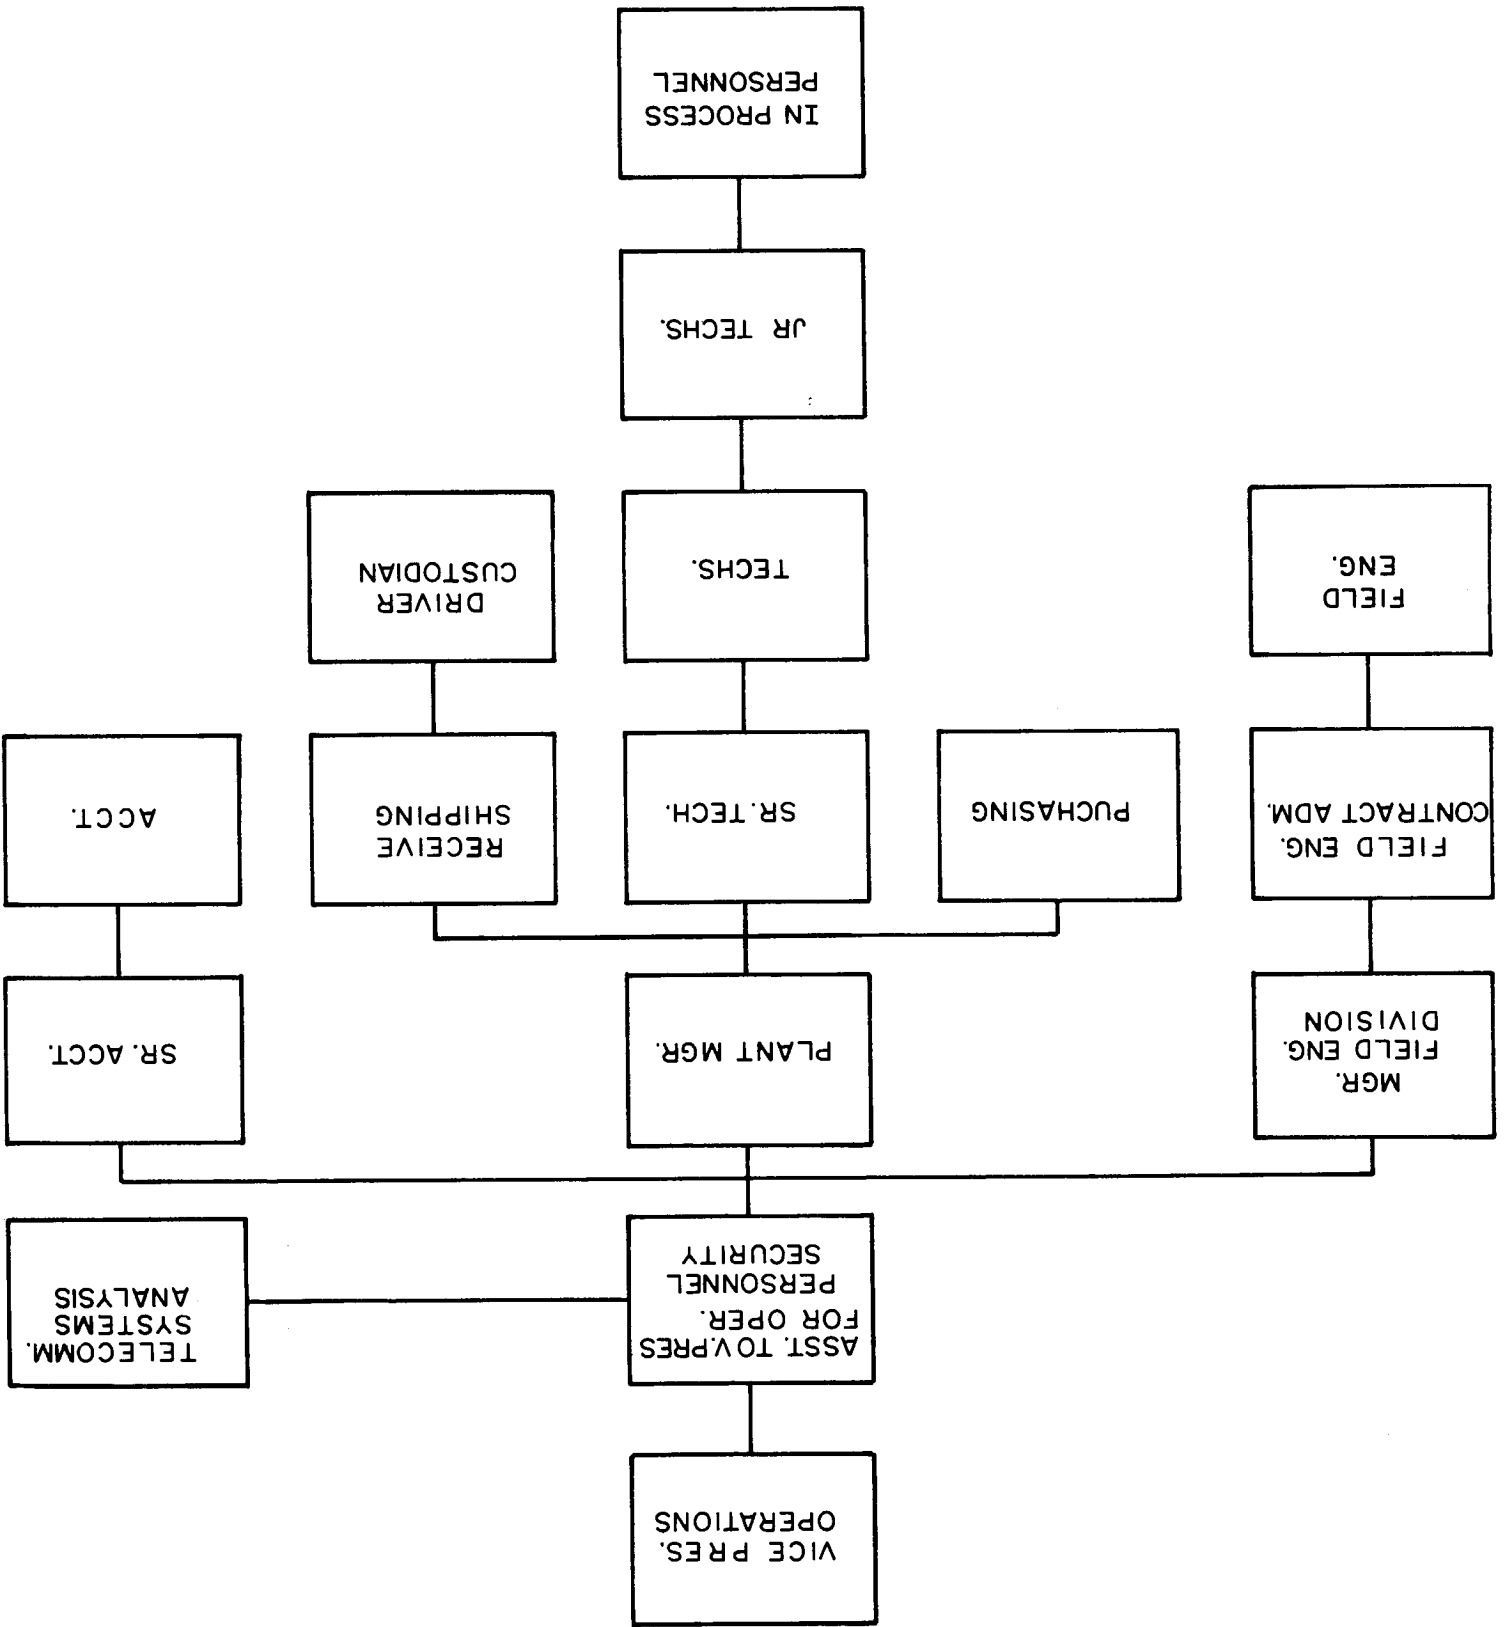 VICE PRES.
OPERATIONS
ASST. TO V.PRES
FOR OPER.
PERSONNEL
SECURITY
TELECOMM.
SYSTEMS
ANALYSIS
MGR.
FIELD ENG.
DIVISION
PLANT MGR.
SR. ACCT.
FIELD ENG.
CONTRACT ADM.
PUCHASING
SR. TECH.
RECEIVE
SHIPPING
ACCT.
FIELD
ENG.
TECHS.
DRIVER
CUSTODIAN
JR TECHS.
IN PROCESS
PERSONNEL